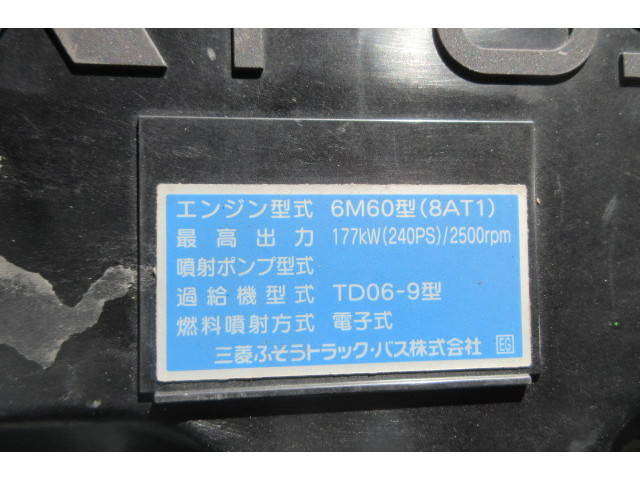 エンジン型式 6M60型(8AT1)
最高出力 177kW(240PS)/2500rpm
噴射ポンプ型式
過給機型式 TD06-9型
燃料噴射方式 電子式
三菱ふそうトラック・バス株式会社 EG